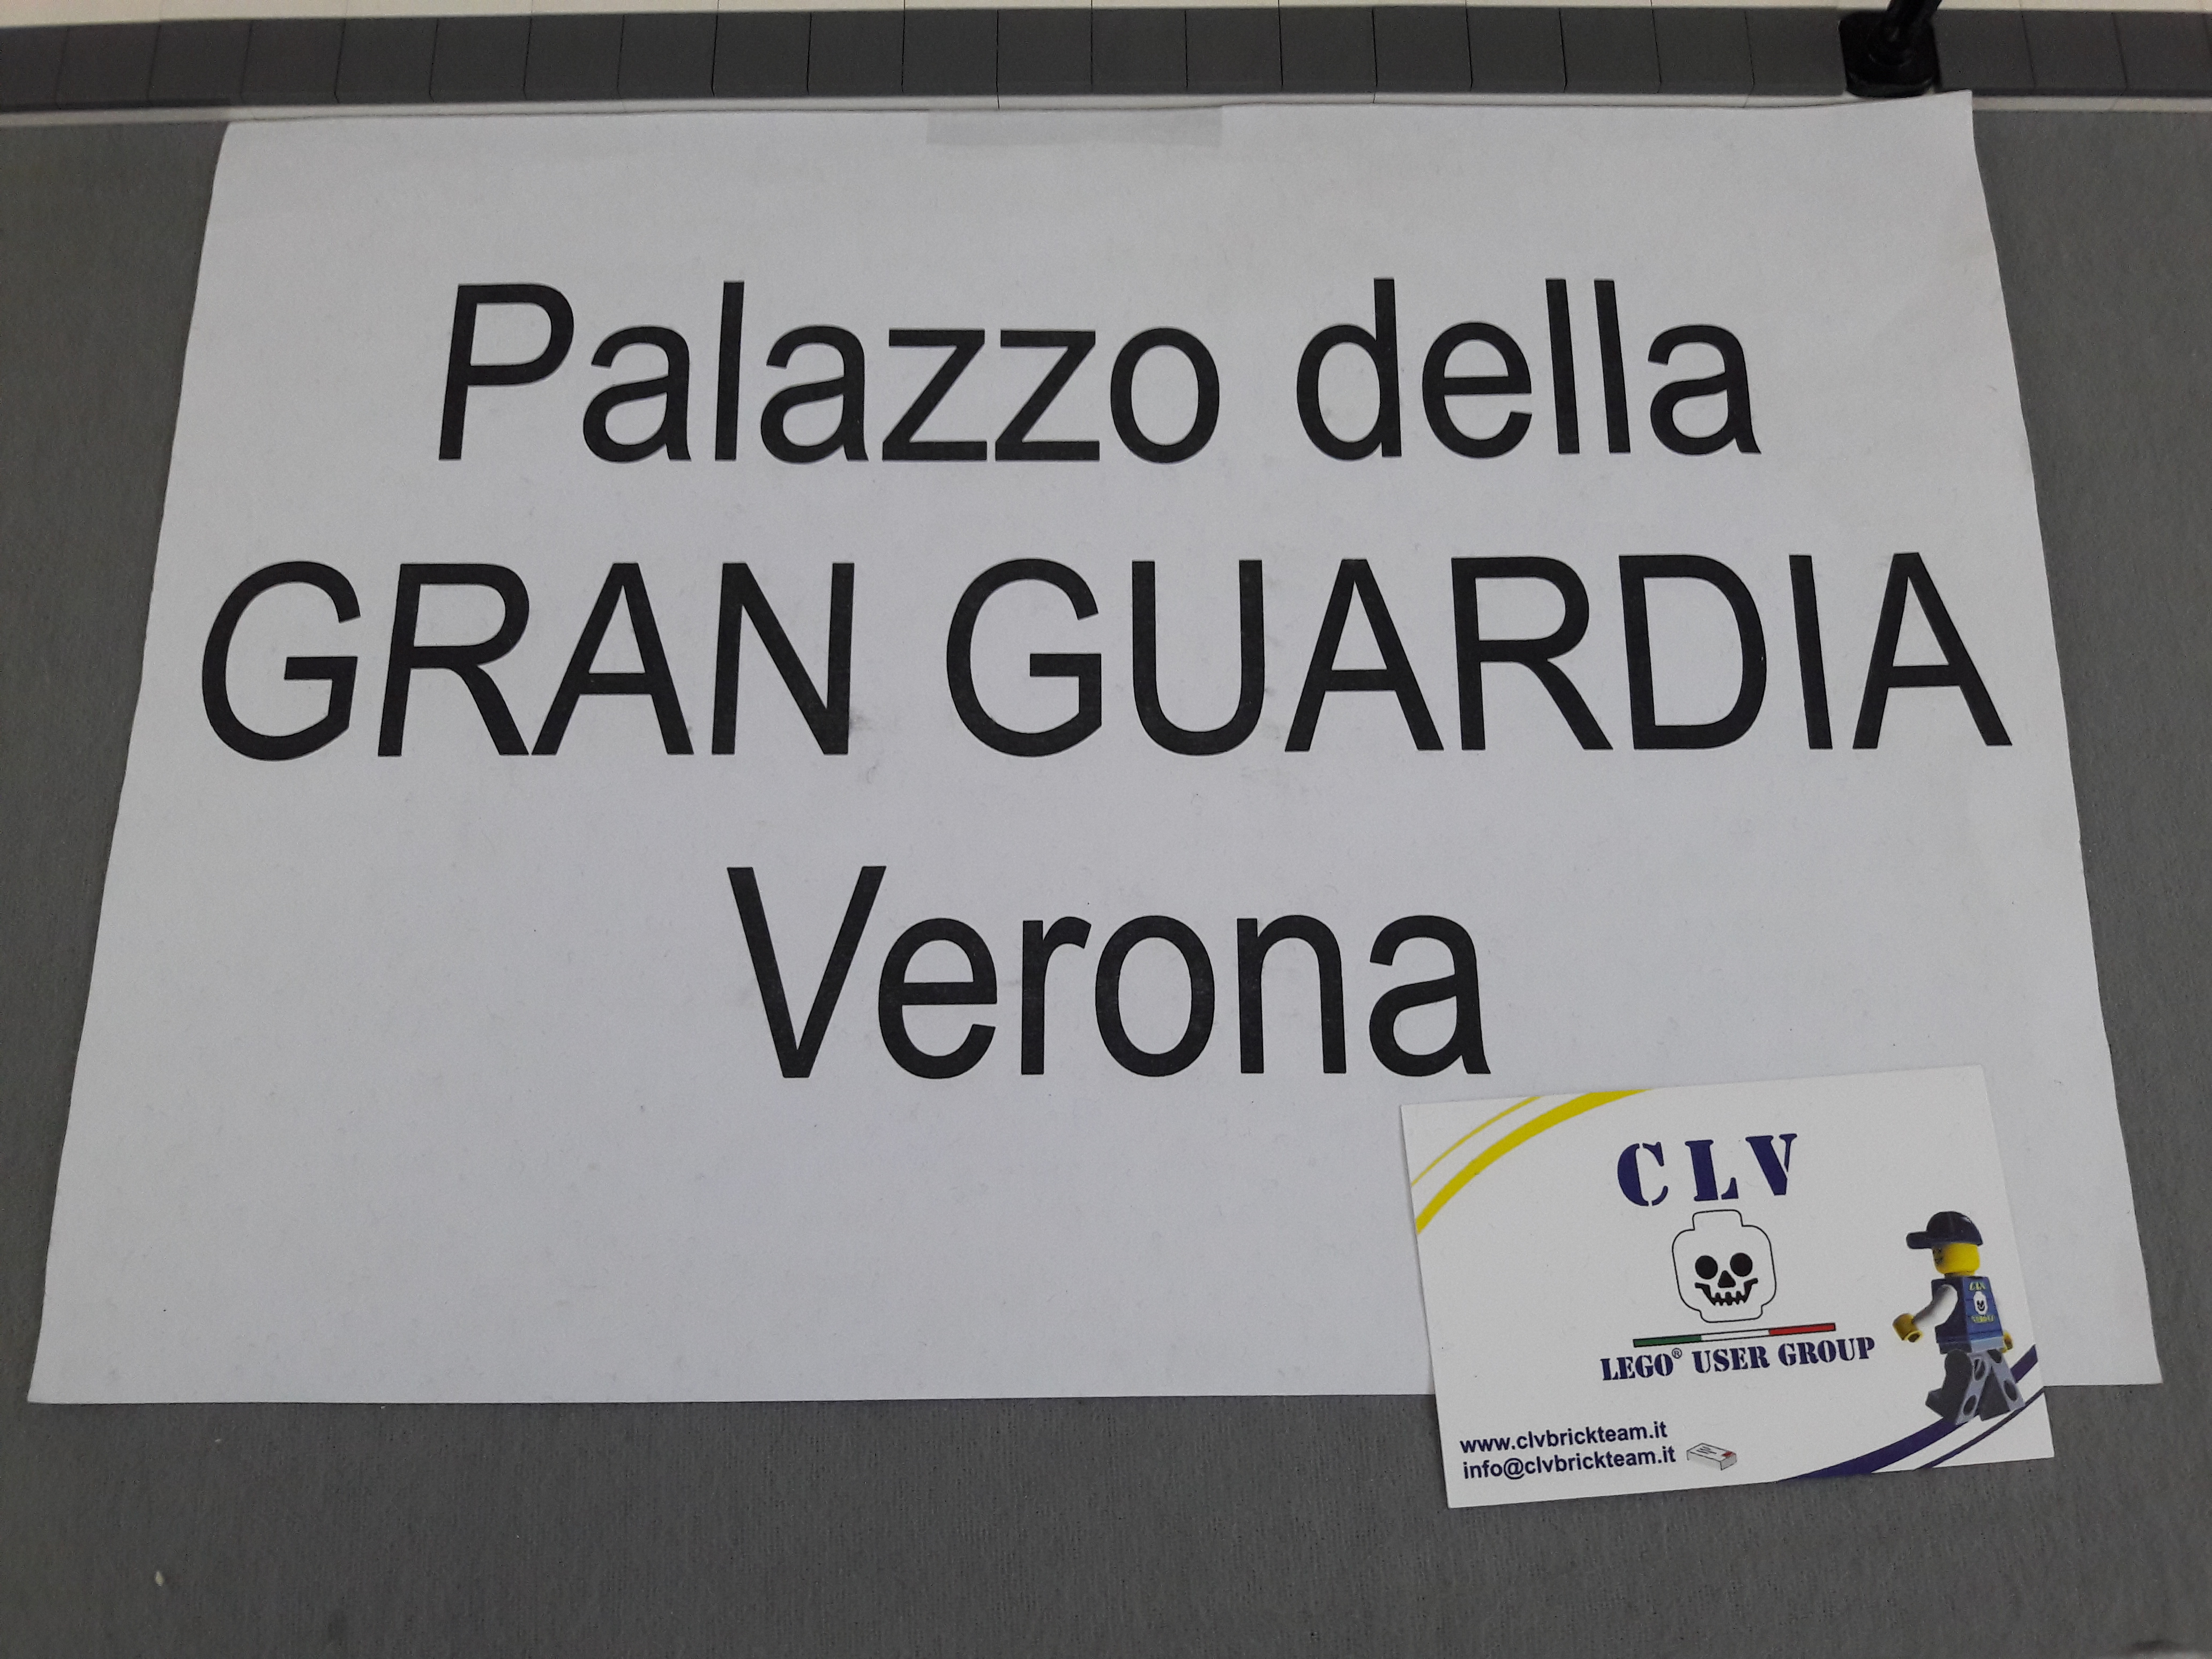 Palazzo della
GRAN GUARDIA
Verona
CLV
LEGO® USER GROUP
www.clvbrickteam.it
info@clvbrickteam.it